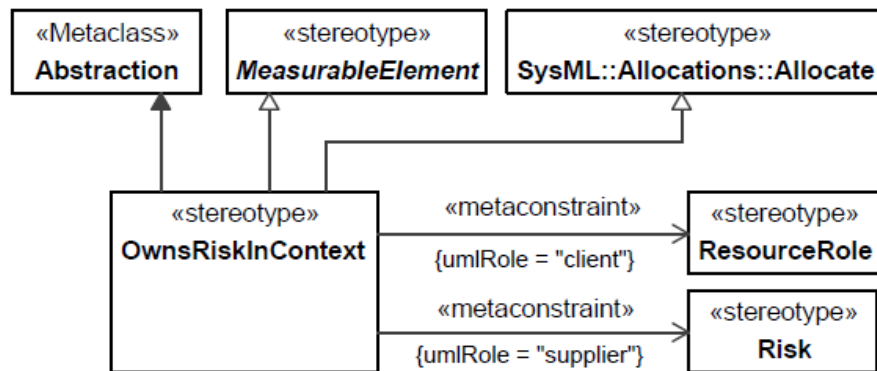 «Metaclass»
Abstraction
«stereotype»
MeasurableElement
«stereotype»
SysML::Allocations::Allocate
«stereotype»
OwnsRiskInContext
«metaconstraint»
{umlRole = "client"}
«stereotype»
ResourceRole
«metaconstraint»
{umlRole = "supplier"}
«stereotype»
Risk